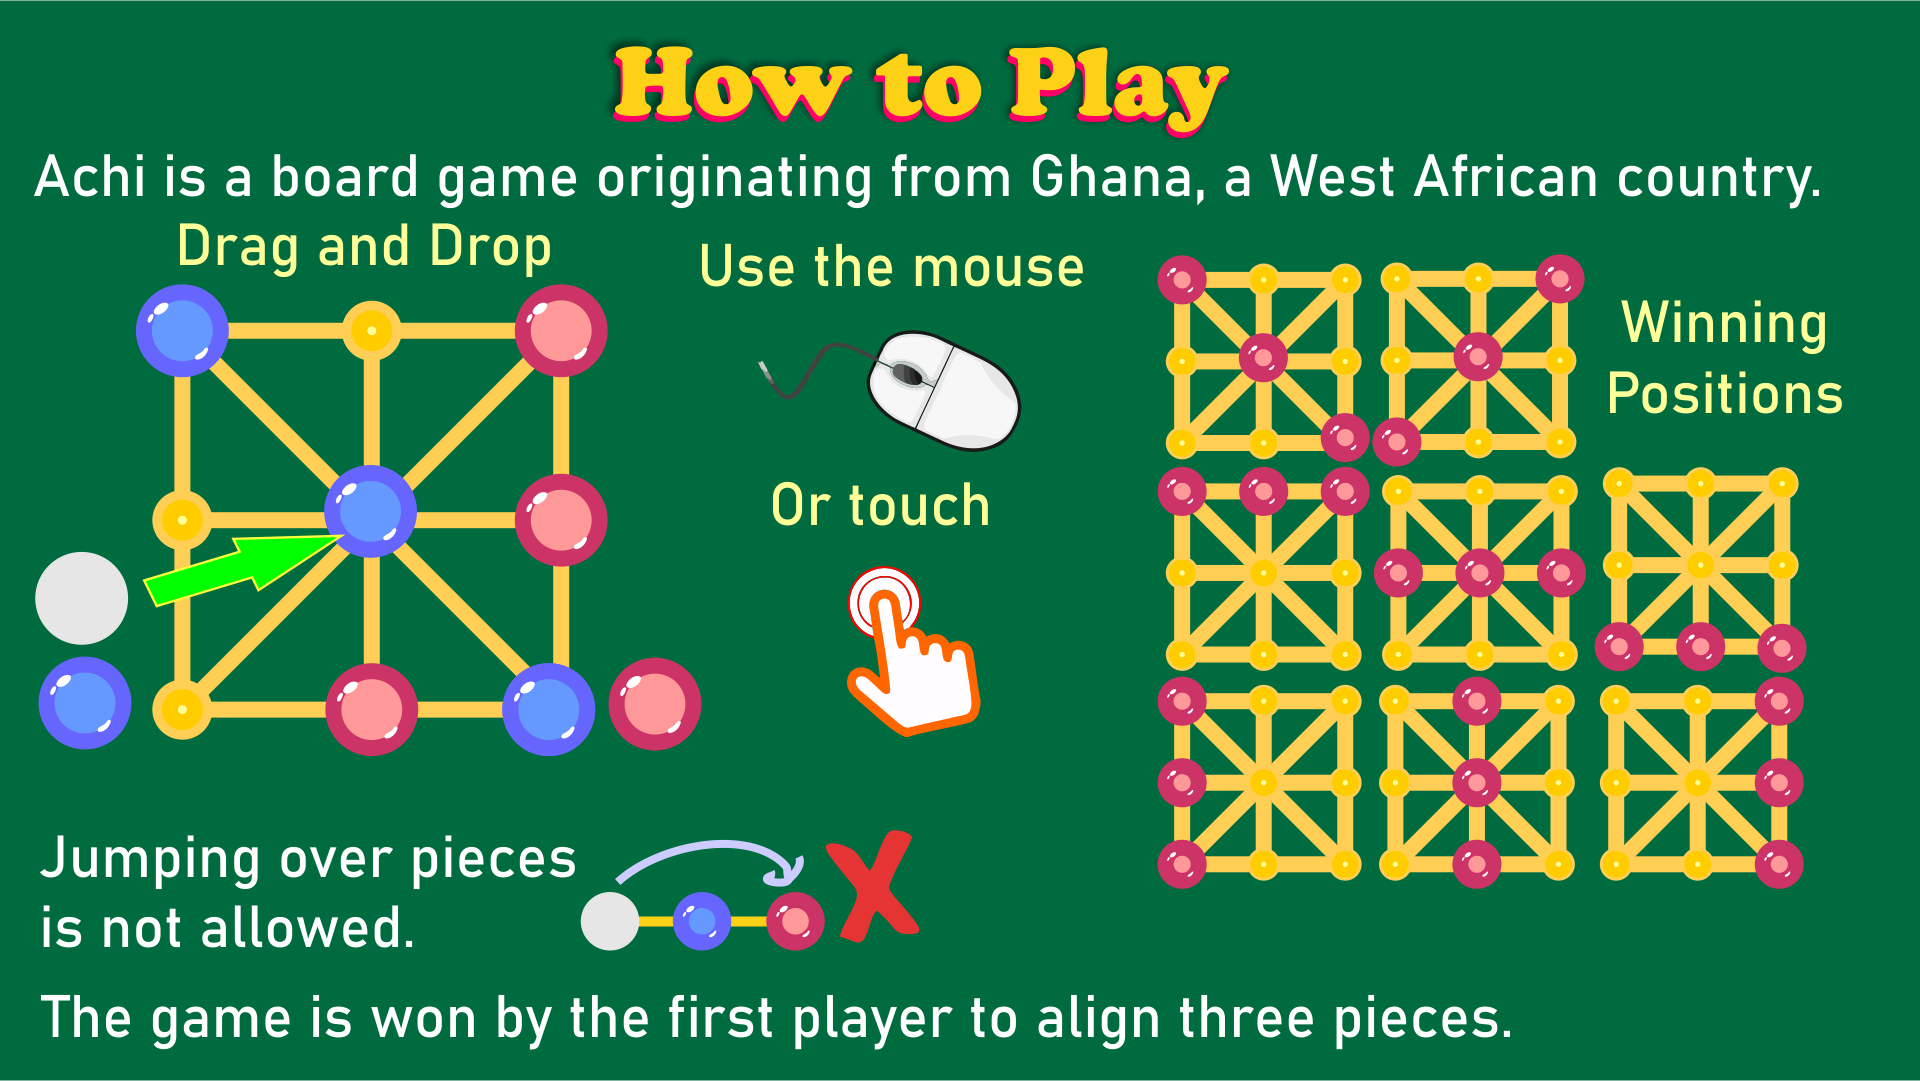 How to Play
Achi is a board game originating from Ghana, a West African country.
Drag and Drop
Use the mouse
Or touch
Winning
Positions
Jumping over pieces
is not allowed.
The game is won by the first player to align three pieces.